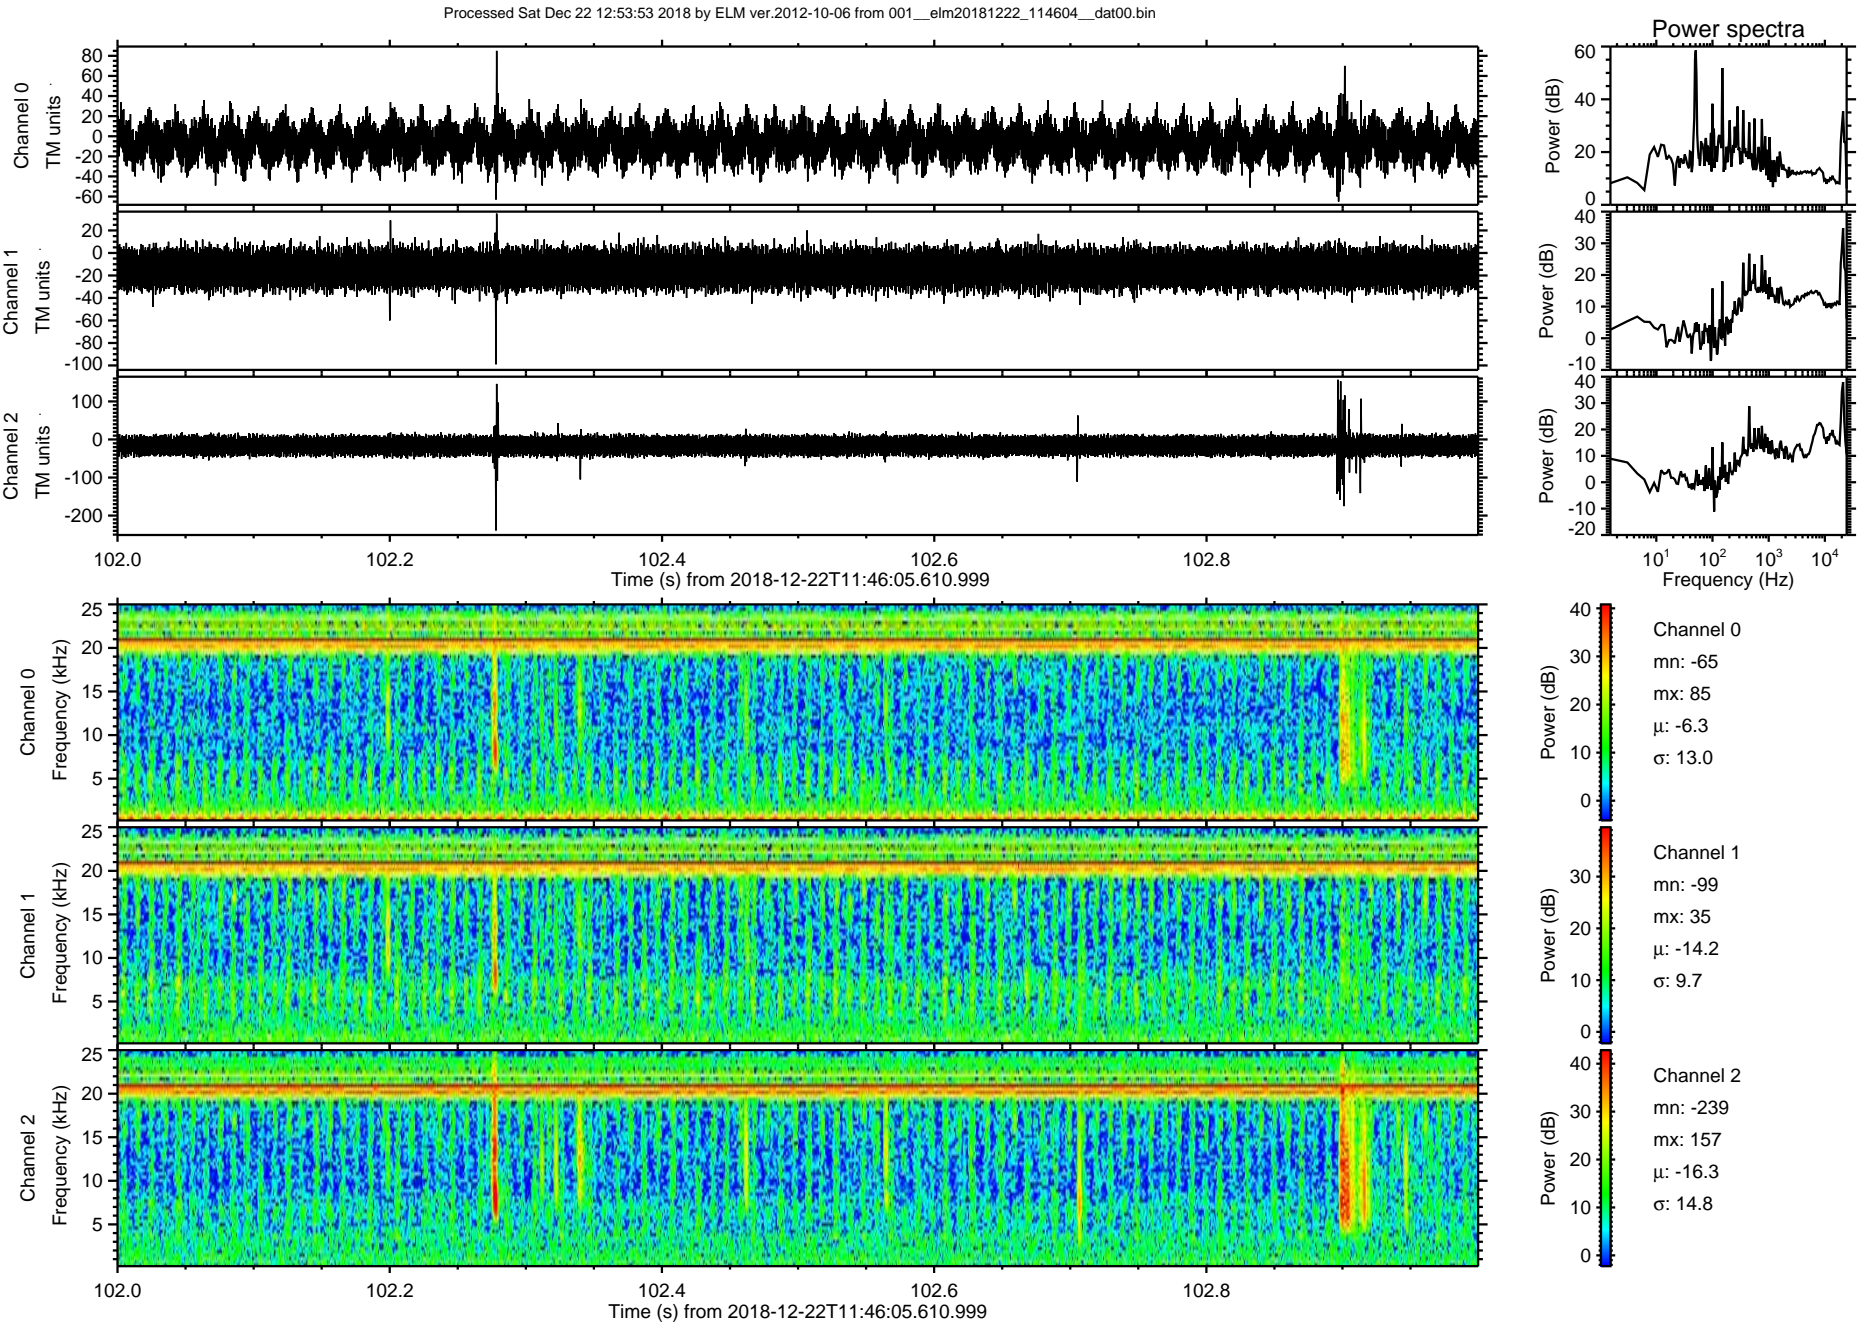 Processed Sat Dec 22 12:53:53 2018 by ELM ver.2012-10-06 from 001__elm20181222_114604__dat00.bin
Power spectra
Channel 0
TM units
80
60
40
20
0
-20
-40
-60
Power (dB)
60
40
20
0
Channel 1
TM units
20
0
-20
-40
-60
-80
-100
Power (dB)
40
30
20
10
0
-10
Channel 2
TM units
100
0
-100
-200
Power (dB)
40
30
20
10
0
-10
-20
102.0 102.2 102.4 102.6 102.8
Time (s) from 2018-12-22T11:46:05.610.999
10¹ 10² 10³ 10⁴
Frequency (Hz)
Channel 0
Frequency (kHz)
25
20
15
10
5
Power (dB)
40
30
20
10
0
Channel 0
mn: -65
mx: 85
μ: -6.3
σ: 13.0
Channel 1
Frequency (kHz)
25
20
15
10
5
Power (dB)
30
20
10
0
Channel 1
mn: -99
mx: 35
μ: -14.2
σ: 9.7
Channel 2
Frequency (kHz)
25
20
15
10
5
Power (dB)
40
30
20
10
0
Channel 2
mn: -239
mx: 157
μ: -16.3
σ: 14.8
102.0 102.2 102.4 102.6 102.8
Time (s) from 2018-12-22T11:46:05.610.999